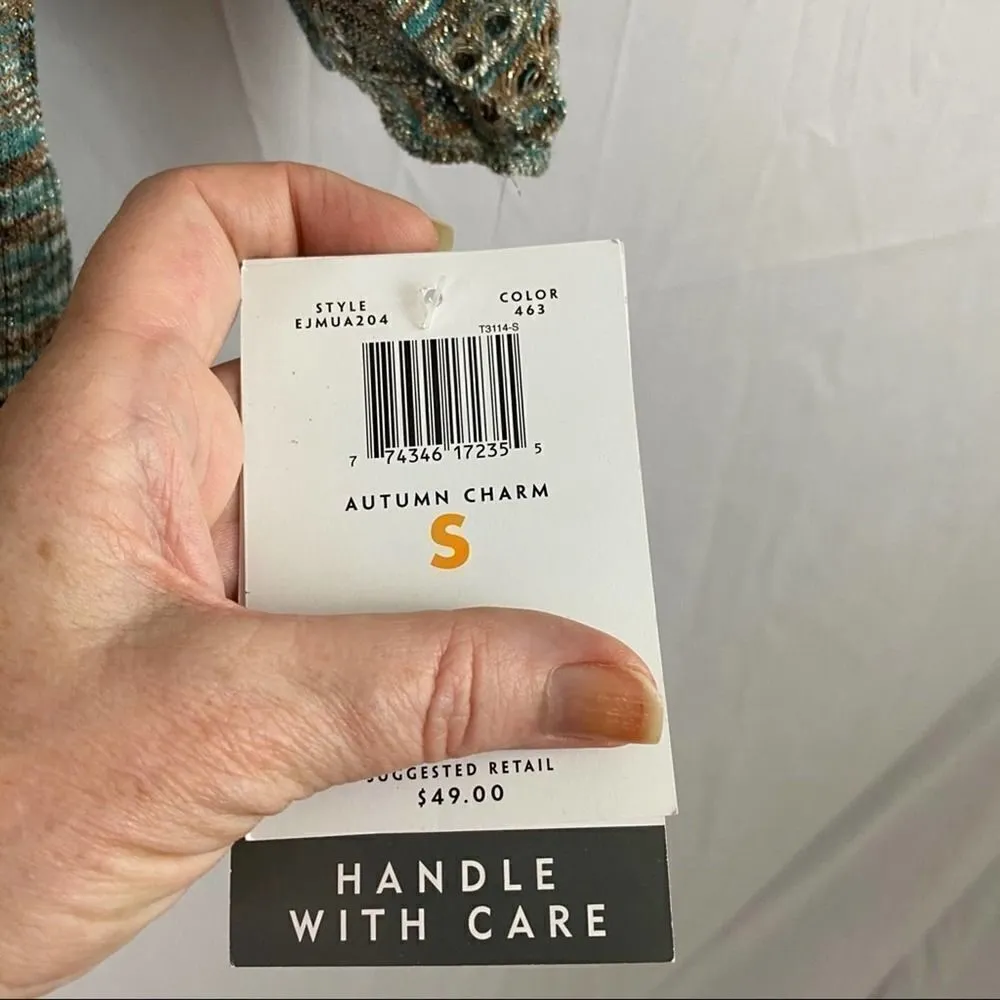 STYLE
EJMUA204
COLOR
463
T3114-S
7 74346 17235 5
AUTUMN CHARM
S
SUGGESTED RETAIL
$49.00
HANDLE
WITH CARE